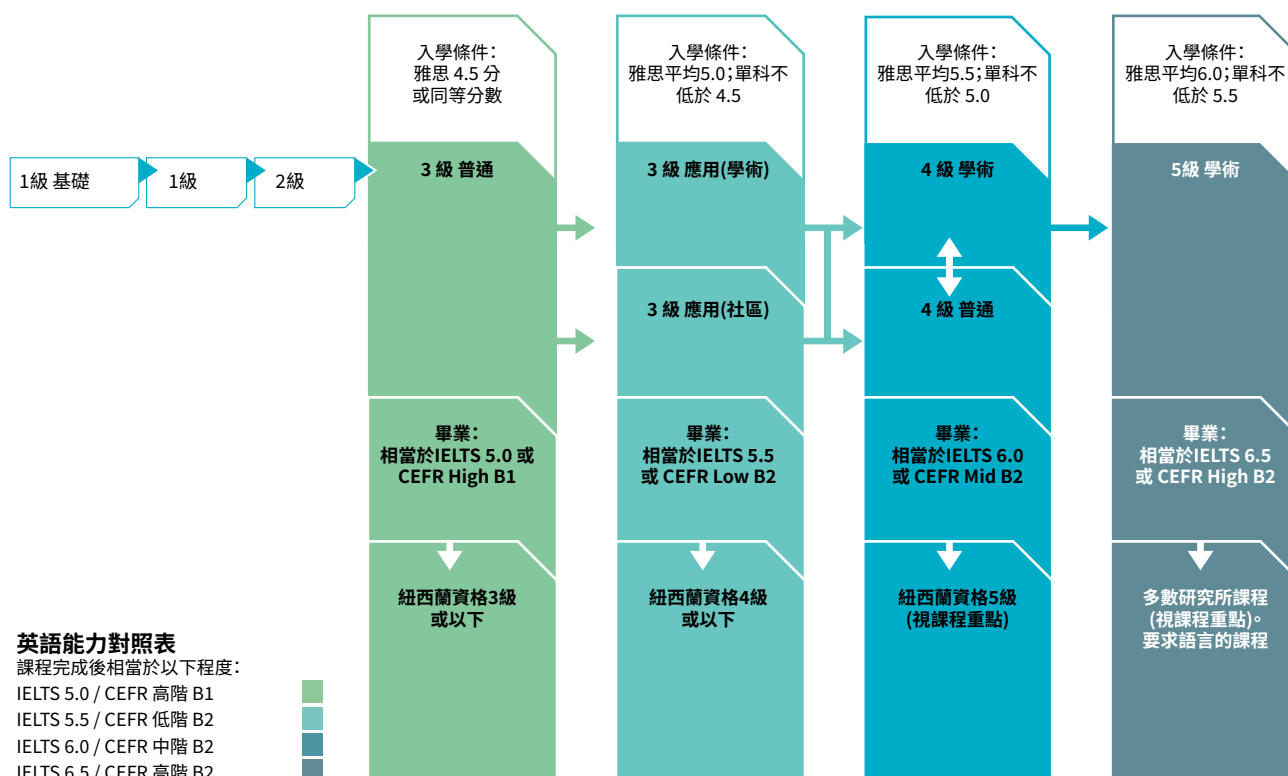 1級 基礎
1級
2級
入學條件：
雅思 4.5 分
或同等分數
3 級 普通
畢業：
相當於IELTS 5.0 或
CEFR High B1
紐西蘭資格3級
或以下
入學條件：
雅思平均5.0；單科不
低於 4.5
3 級 應用(學術)
3 級 應用(社區)
畢業：
相當於IELTS 5.5
或 CEFR Low B2
紐西蘭資格4級
或以下
入學條件：
雅思平均5.5；單科不
低於 5.0
4 級 學術
4 級 普通
畢業：
相當於IELTS 6.0
或 CEFR Mid B2
紐西蘭資格5級
(視課程重點)
入學條件：
雅思平均6.0；單科不
低於 5.5
5級 學術
畢業：
相當於IELTS 6.5
或 CEFR High B2
多數研究所課程
(視課程重點)。
要求語言的課程
英語能力對照表
課程完成後相當於以下程度：
IELTS 5.0 / CEFR 高階 B1
IELTS 5.5 / CEFR 低階 B2
IELTS 6.0 / CEFR 中階 B2
IELTS 6.5 / CEFR 高階 B2